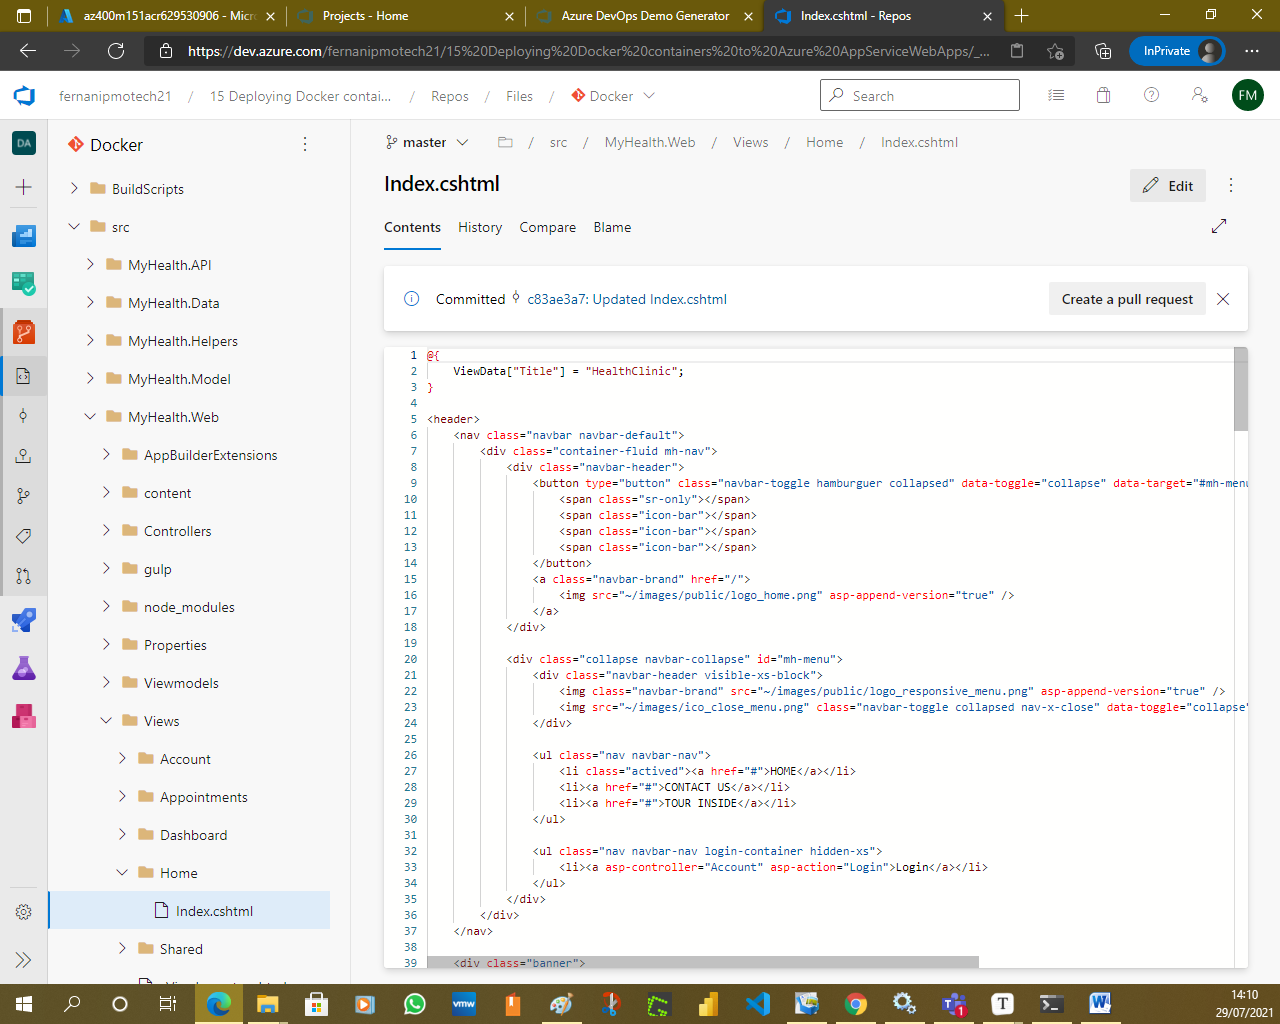 az400m151acr629530906 - Micro
Projects - Home
Azure DevOps Demo Generator
Index.cshtml - Repos
https://dev.azure.com/fernanipmotech21/15%20Deploying%20Docker%20containers%20to%20Azure%20AppServiceWebApps/_...
InPrivate
fernanipmotech21 / 15 Deploying Docker contai... / Repos / Files / Docker
Search
FM
DA
Docker
BuildScripts
src
MyHealth.API
MyHealth.Data
MyHealth.Helpers
MyHealth.Model
MyHealth.Web
AppBuilderExtensions
content
Controllers
gulp
node_modules
Properties
Viewmodels
Views
Account
Appointments
Dashboard
Home
Index.cshtml
Shared
master / src / MyHealth.Web / Views / Home / Index.cshtml
Index.cshtml
Edit
Contents History Compare Blame
Committed c83ae3a7: Updated Index.cshtml
Create a pull request
1 @{
2 ViewData["Title"] = "HealthClinic";
3 }
4
5 <header>
6 <nav class="navbar navbar-default">
7 <div class="container-fluid mh-nav">
8 <div class="navbar-header">
9 <button type="button" class="navbar-toggle hamburguer collapsed" data-toggle="collapse" data-target="#mh-menu
10 <span class="sr-only"></span>
11 <span class="icon-bar"></span>
12 <span class="icon-bar"></span>
13 <span class="icon-bar"></span>
14 </button>
15 <a class="navbar-brand" href="/">
16 <img src="~/images/public/logo_home.png" asp-append-version="true" />
17 </a>
18 </div>
19
20 <div class="collapse navbar-collapse" id="mh-menu">
21 <div class="navbar-header visible-xs-block">
22 <img class="navbar-brand" src="~/images/public/logo_responsive_menu.png" asp-append-version="true" />
23 <img src="~/images/ico_close_menu.png" class="navbar-toggle collapsed nav-x-close" data-toggle="collapse"
24 </div>
25
26 <ul class="nav navbar-nav">
27 <li class="actived"><a href="#">HOME</a></li>
28 <li><a href="#">CONTACT US</a></li>
29 <li><a href="#">TOUR INSIDE</a></li>
30 </ul>
31
32 <ul class="nav navbar-nav login-container hidden-xs">
33 <li><a asp-controller="Account" asp-action="Login">Login</a></li>
34 </ul>
35 </div>
36 </div>
37 </nav>
38
39 <div class="banner">
vmw
1
T
14:10
29/07/2021